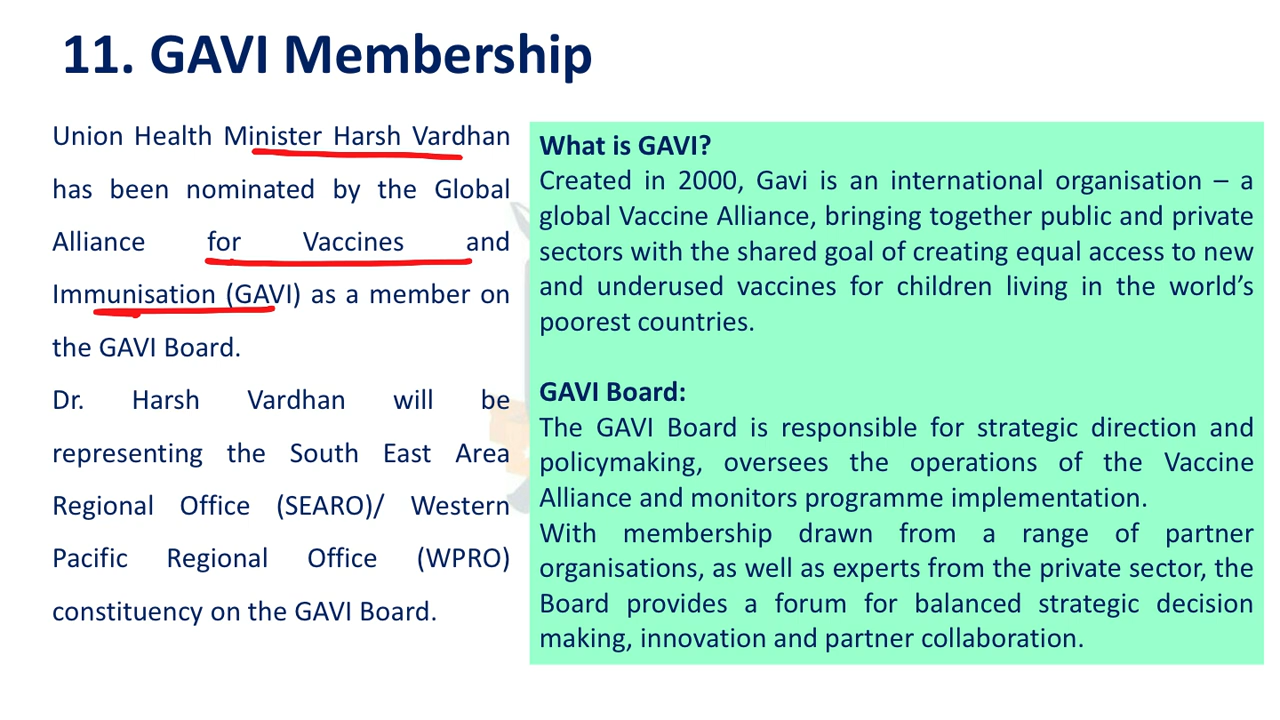 11. GAVI Membership
Union Health Minister Harsh Vardhan
has been nominated by the Global
Alliance for Vaccines and
Immunisation (GAVI) as a member on
the GAVI Board.
Dr. Harsh Vardhan will be
representing the South East Area
Regional Office (SEARO)/ Western
Pacific Regional Office (WPRO)
constituency on the GAVI Board.
What is GAVI?
Created in 2000, Gavi is an international organisation – a
global Vaccine Alliance, bringing together public and private
sectors with the shared goal of creating equal access to new
and underused vaccines for children living in the world’s
poorest countries.
GAVI Board:
The GAVI Board is responsible for strategic direction and
policymaking, oversees the operations of the Vaccine
Alliance and monitors programme implementation.
With membership drawn from a range of partner
organisations, as well as experts from the private sector, the
Board provides a forum for balanced strategic decision
making, innovation and partner collaboration.